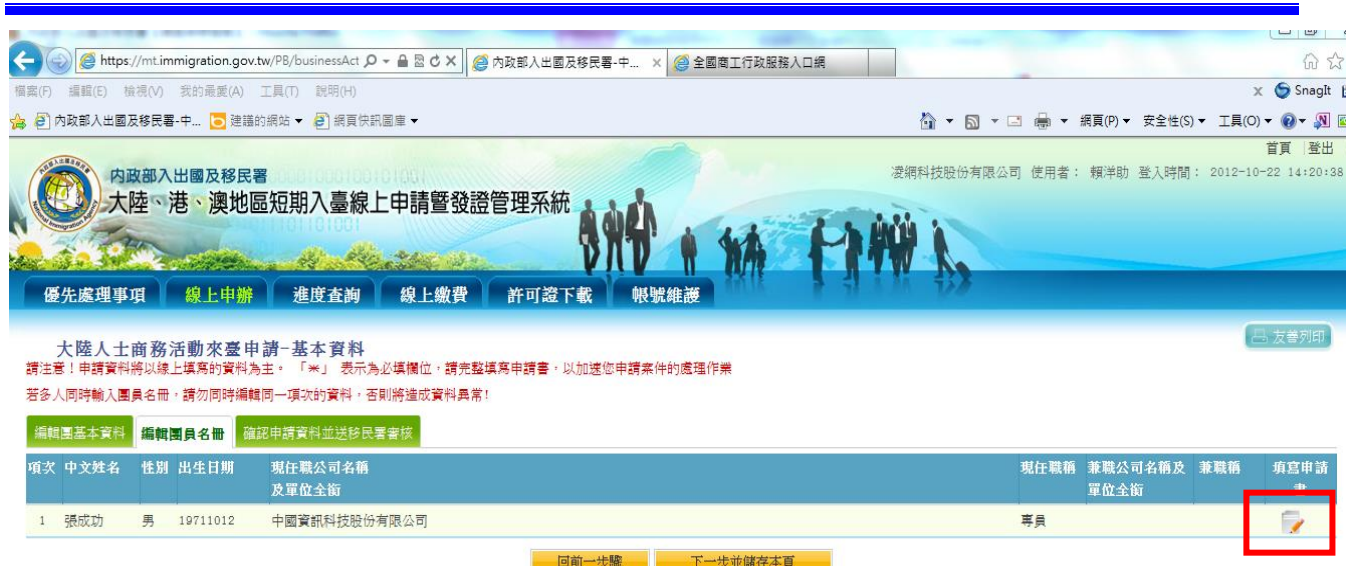 https://mt.immigration.gov.tw/PB/businessAct
內政部入出國及移民署-中... ×
全國商工行政服務入口網
檔案(F) 編輯(E) 檢視(V) 我的最愛(A) 工具(T) 說明(H)
x SnagIt
內政部入出國及移民署-中... 建議的網站 ▼ 網頁快訊圖庫 ▼
網頁(P) ▼ 安全性(S) ▼ 工具(O) ▼
首頁 | 登出
內政部入出國及移民署
凌網科技股份有限公司 使用者： 賴洋助 登入時間： 2012-10-22 14:20:38
大陸、港、澳地區短期入臺線上申請暨發證管理系統
優先處理事項 線上申辦 進度查詢 線上繳費 許可證下載 帳號維護
友善列印
大陸人士商務活動來臺申請-基本資料
請注意！申請資料將以線上填寫的資料為主。 「*」 表示為必填欄位，請完整填寫申請書，以加速您申請案件的處理作業
若多人同時輸入團員名冊，請勿同時編輯同一項次的資料，否則將造成資料異常!
編輯團基本資料 編輯團員名冊 確認申請資料並送移民署審核
項次 中文姓名 性別 出生日期 現任職公司名稱 現任職稱 兼職公司名稱及 兼職稱 填寫申請
及單位全銜 單位全銜 書
1 張成功 男 19711012 中國資訊科技股份有限公司 專員
回前一步驟 下一步並儲存本頁